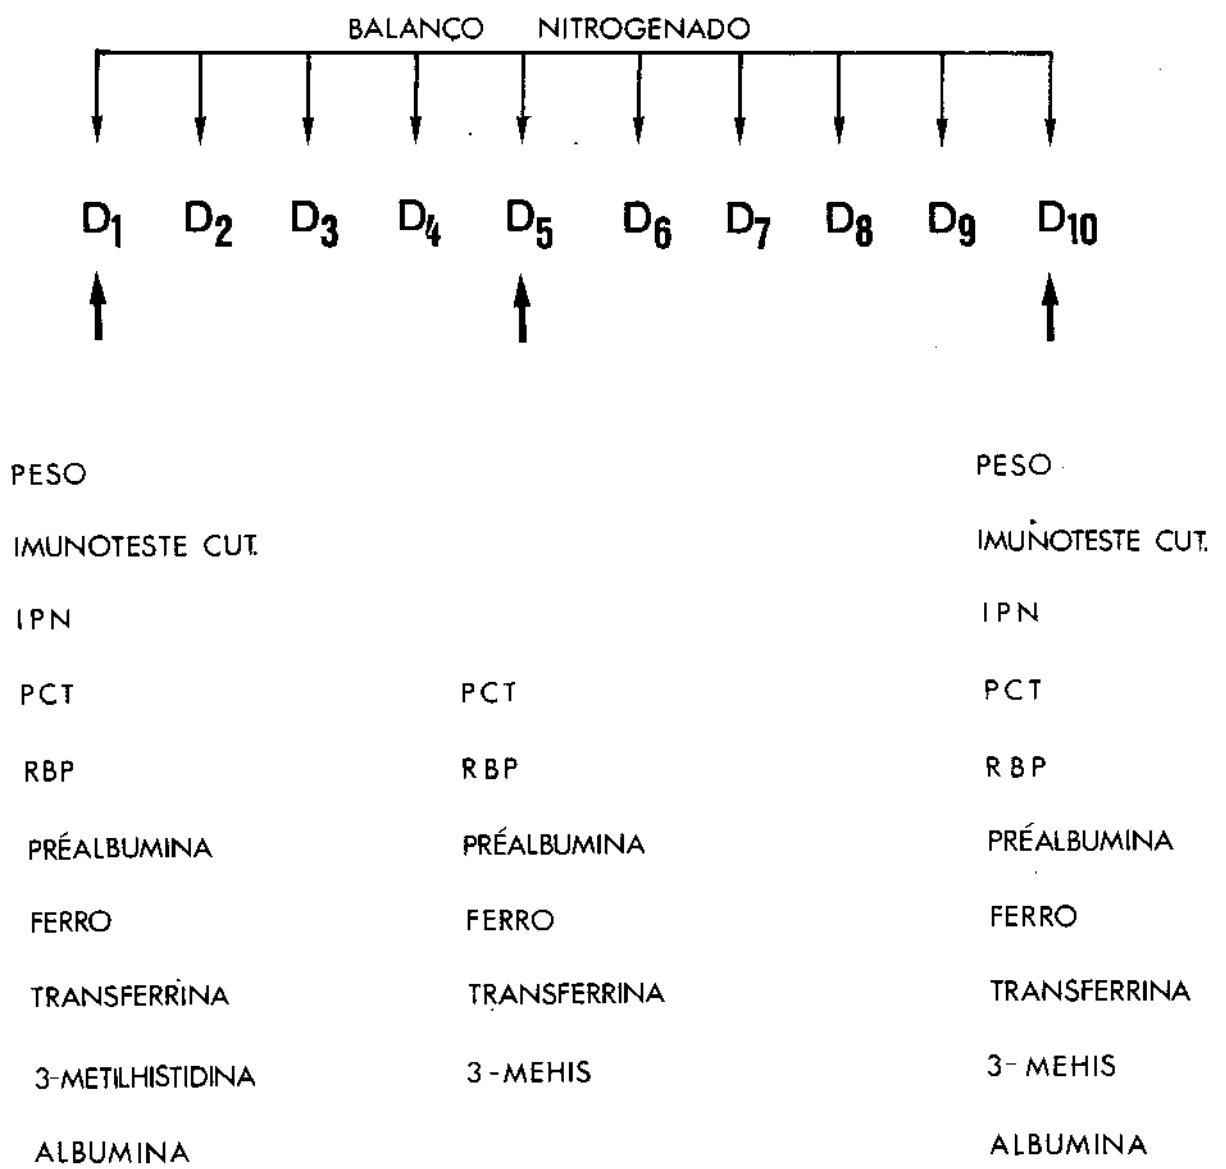 BALANÇO NITROGENADO
D1 D2 D3 D4 D5 D6 D7 D8 D9 D10
PESO PESO
IMUNOTESTE CUT. IMUNOTESTE CUT.
IPN IPN
PCT PCT PCT
RBP RBP RBP
PRÉALBUMINA PRÉALBUMINA PRÉALBUMINA
FERRO FERRO FERRO
TRANSFERRINA TRANSFERRINA TRANSFERRINA
3-METILHISTIDINA 3-MEHIS 3-MEHIS
ALBUMINA ALBUMINA